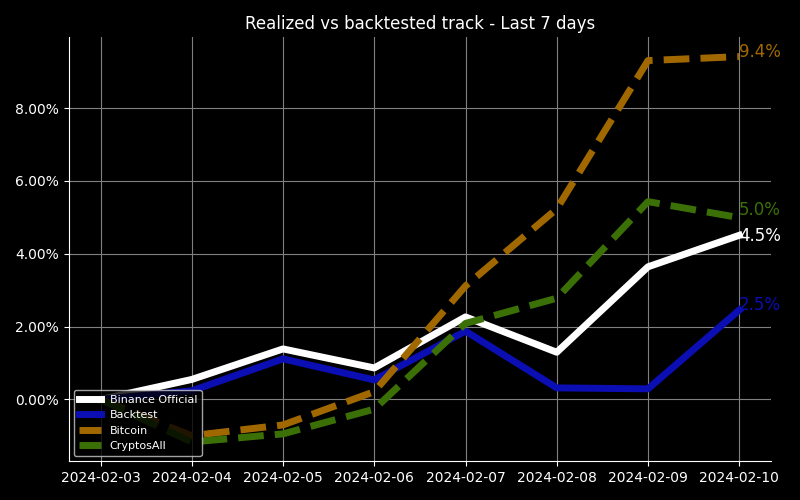 Realized vs backtested track - Last 7 days
9.4%
8.00%
6.00%
5.0%
4.5%
4.00%
2.5%
2.00%
0.00%
Binance Official
Backtest
Bitcoin
CryptosAll
2024-02-03 2024-02-04 2024-02-05 2024-02-06 2024-02-07 2024-02-08 2024-02-09 2024-02-10